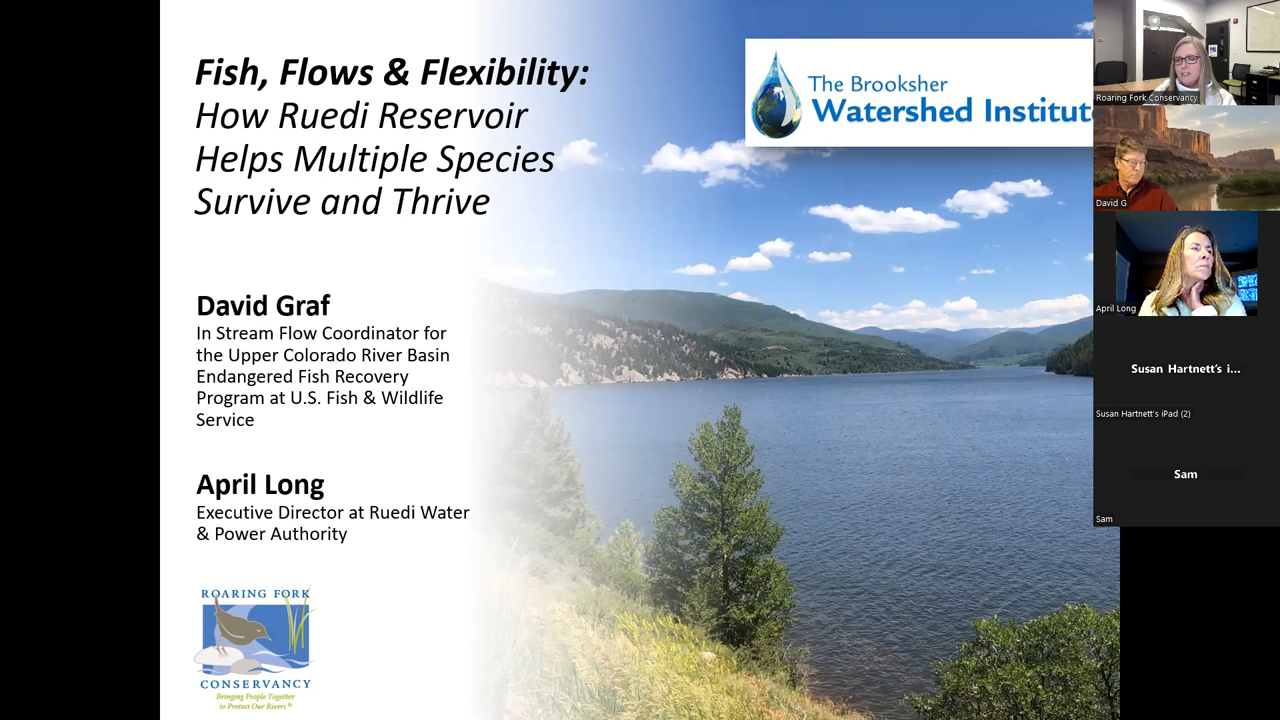 Fish, Flows & Flexibility:
How Ruedi Reservoir
Helps Multiple Species
Survive and Thrive
The Brooksher
Watershed Institut
David Graf
In Stream Flow Coordinator for
the Upper Colorado River Basin
Endangered Fish Recovery
Program at U.S. Fish & Wildlife
Service
April Long
Executive Director at Ruedi Water
& Power Authority
ROARING FORK
CONSERVANCY
Bringing People Together
to Protect Our Rivers®
Roaring Fork Conservancy
David G
April Long
Susan Hartnett's i...
Susan Hartnett's iPad (2)
Sam
Sam